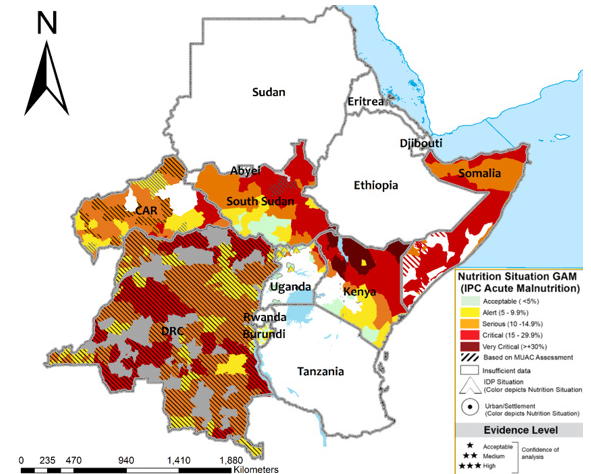 N
Sudan
Eritrea
Djibouti
Abyei
Ethiopia
Somalia
CAR
South Sudan
Uganda
Kenya
Rwanda
DRC
Burundi
Tanzania
Nutrition Situation GAM
(IPC Acute Malnutrition)
Acceptable ( <5%)
Alert (5 - 9.9%)
Serious (10 -14.9%)
Critical (15 - 29.9%)
Very Critical (>+30%)
Based on MUAC Assessment
Insufficient data
IDP Situation
(Color depicts Nutrition Situation)
Urban/Settlement
(Color depicts Nutrition Situation)
Evidence Level
Acceptable
Medium
High
Confidence of
analysis
0 235 470 940 1,410 1,880
Kilometers